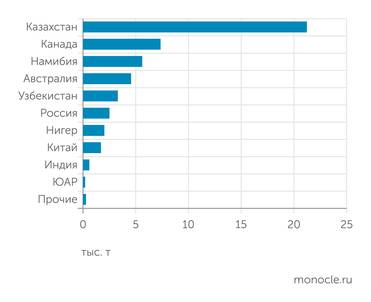 Казахстан
Канада
Намибия
Австралия
Узбекистан
Россия
Нигер
Китай
Индия
ЮАР
Прочие
0 5 10 15 20 25
тыс. т
monocle.ru